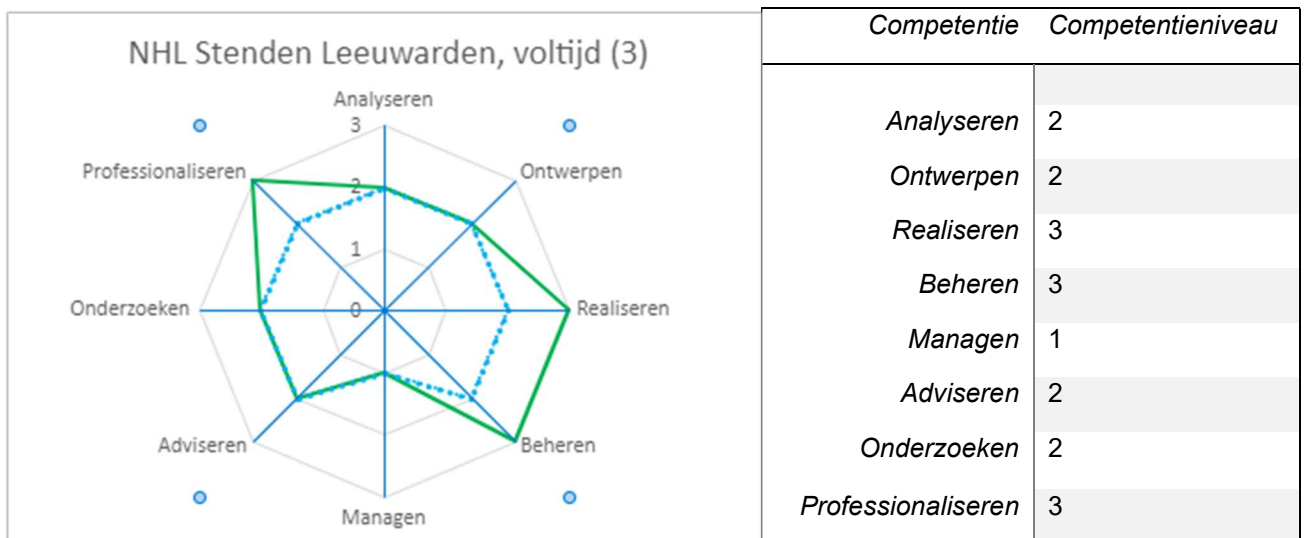 NHL Stenden Leeuwarden, voltijd (3)
Analyseren
3
Professionaliseren
Ontwerpen
2
1
Onderzoeken
0
Realiseren
Adviseren
Beheren
Managen
Competentie Competentieniveau
Analyseren 2
Ontwerpen 2
Realiseren 3
Beheren 3
Managen 1
Adviseren 2
Onderzoeken 2
Professionaliseren 3